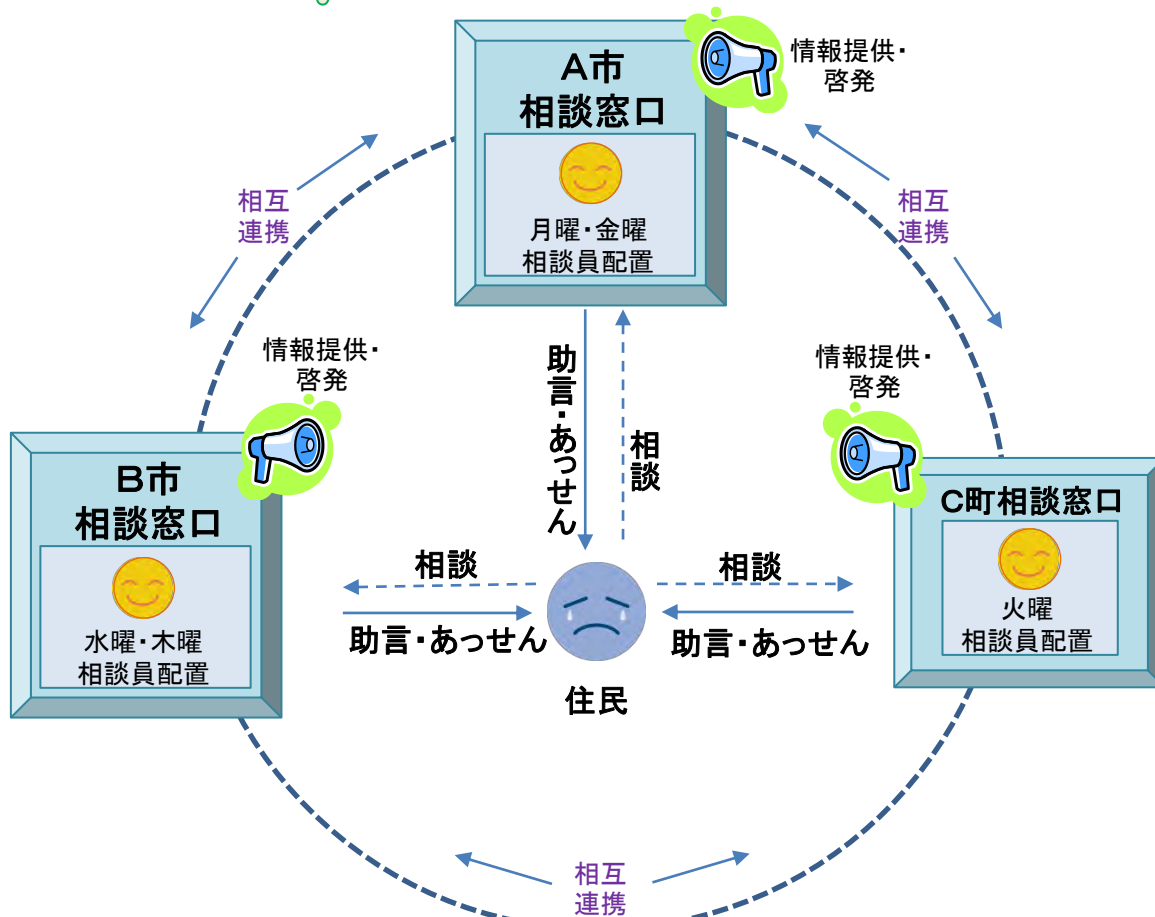 A市
相談窓口
月曜・金曜
相談員配置
情報提供・
啓発
相互
連携
相互
連携
情報提供・
啓発
情報提供・
啓発
助言・あっせん
相談
B市
相談窓口
水曜・木曜
相談員配置
C町相談窓口
火曜
相談員配置
相談
助言・あっせん
相談
助言・あっせん
住民
相互
連携